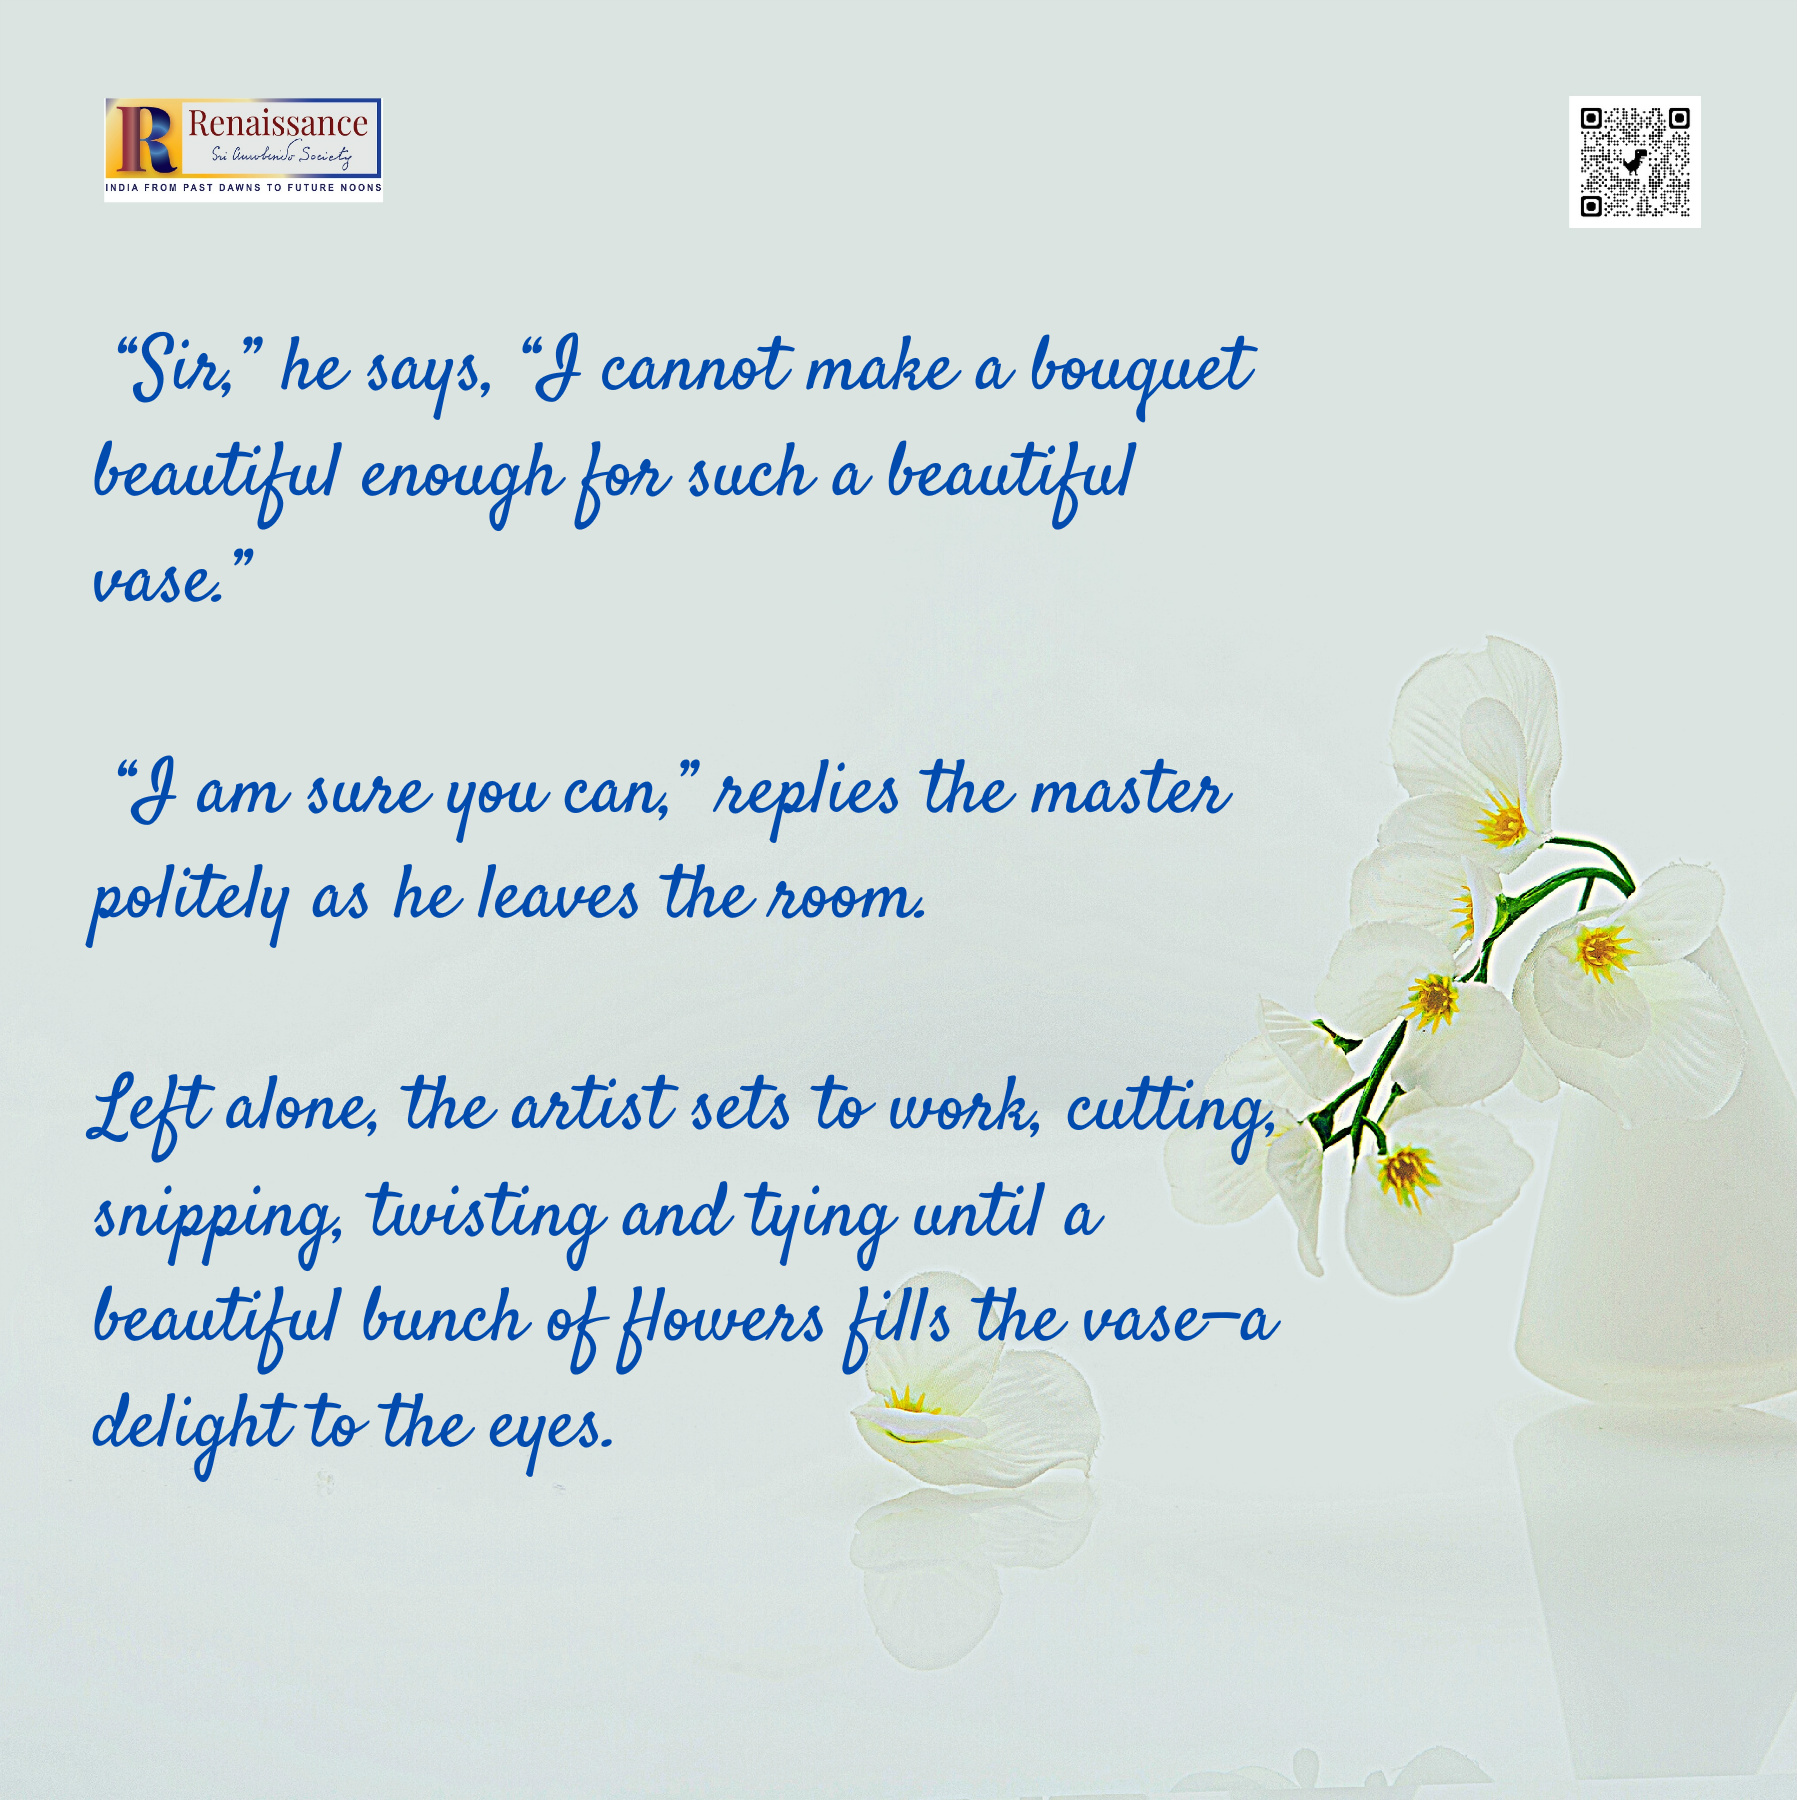 R Renaissance
Sri Aurobindo Society
INDIA FROM PAST DAWNS TO FUTURE NOONS
“Sir,” he says, “I cannot make a bouquet
beautiful enough for such a beautiful
vase.”
“I am sure you can,” replies the master
politely as he leaves the room.
Left alone, the artist sets to work, cutting,
snipping, twisting and tying until a
beautiful bunch of flowers fills the vase—a
delight to the eyes.